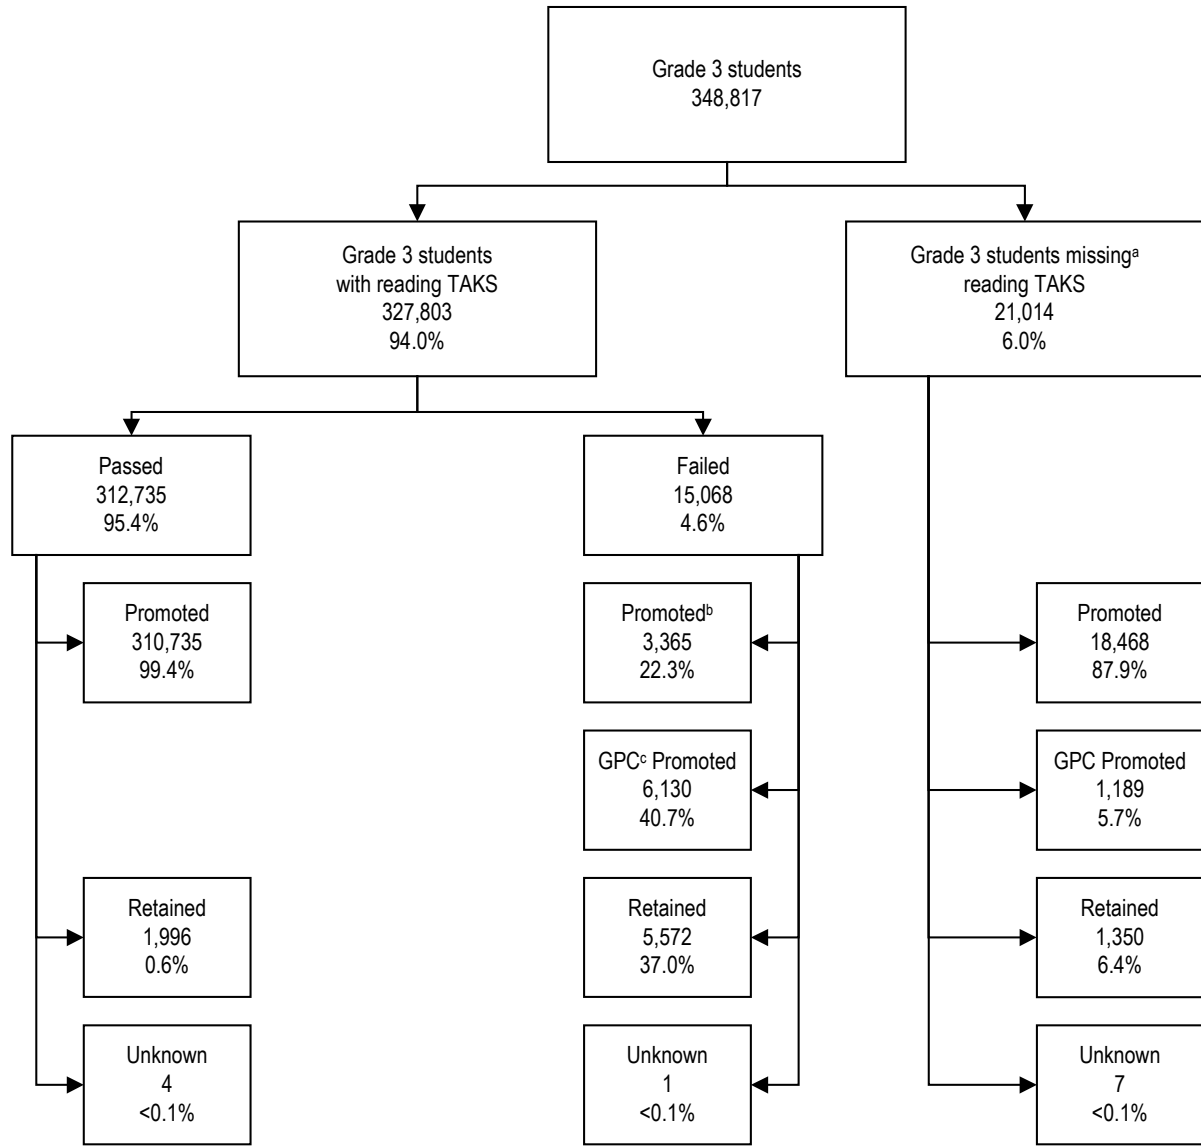 Grade 3 students
348,817
Grade 3 students
with reading TAKS
327,803
94.0%
Grade 3 students missingᵃ
reading TAKS
21,014
6.0%
Passed
312,735
95.4%
Failed
15,068
4.6%
Promoted
310,735
99.4%
Promotedᵇ
3,365
22.3%
Promoted
18,468
87.9%
GPCᶜ Promoted
6,130
40.7%
GPC Promoted
1,189
5.7%
Retained
1,996
0.6%
Retained
5,572
37.0%
Retained
1,350
6.4%
Unknown
4
<0.1%
Unknown
1
<0.1%
Unknown
7
<0.1%